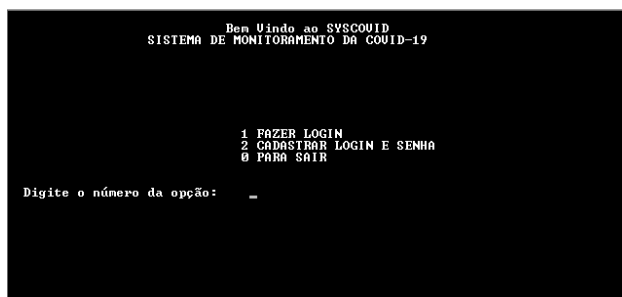 Bem Vindo ao SYSCOVID
SISTEMA DE MONITORAMENTO DA COVID-19
1 FAZER LOGIN
2 CADASTRAR LOGIN E SENHA
0 PARA SAIR
Digite o número da opção: _